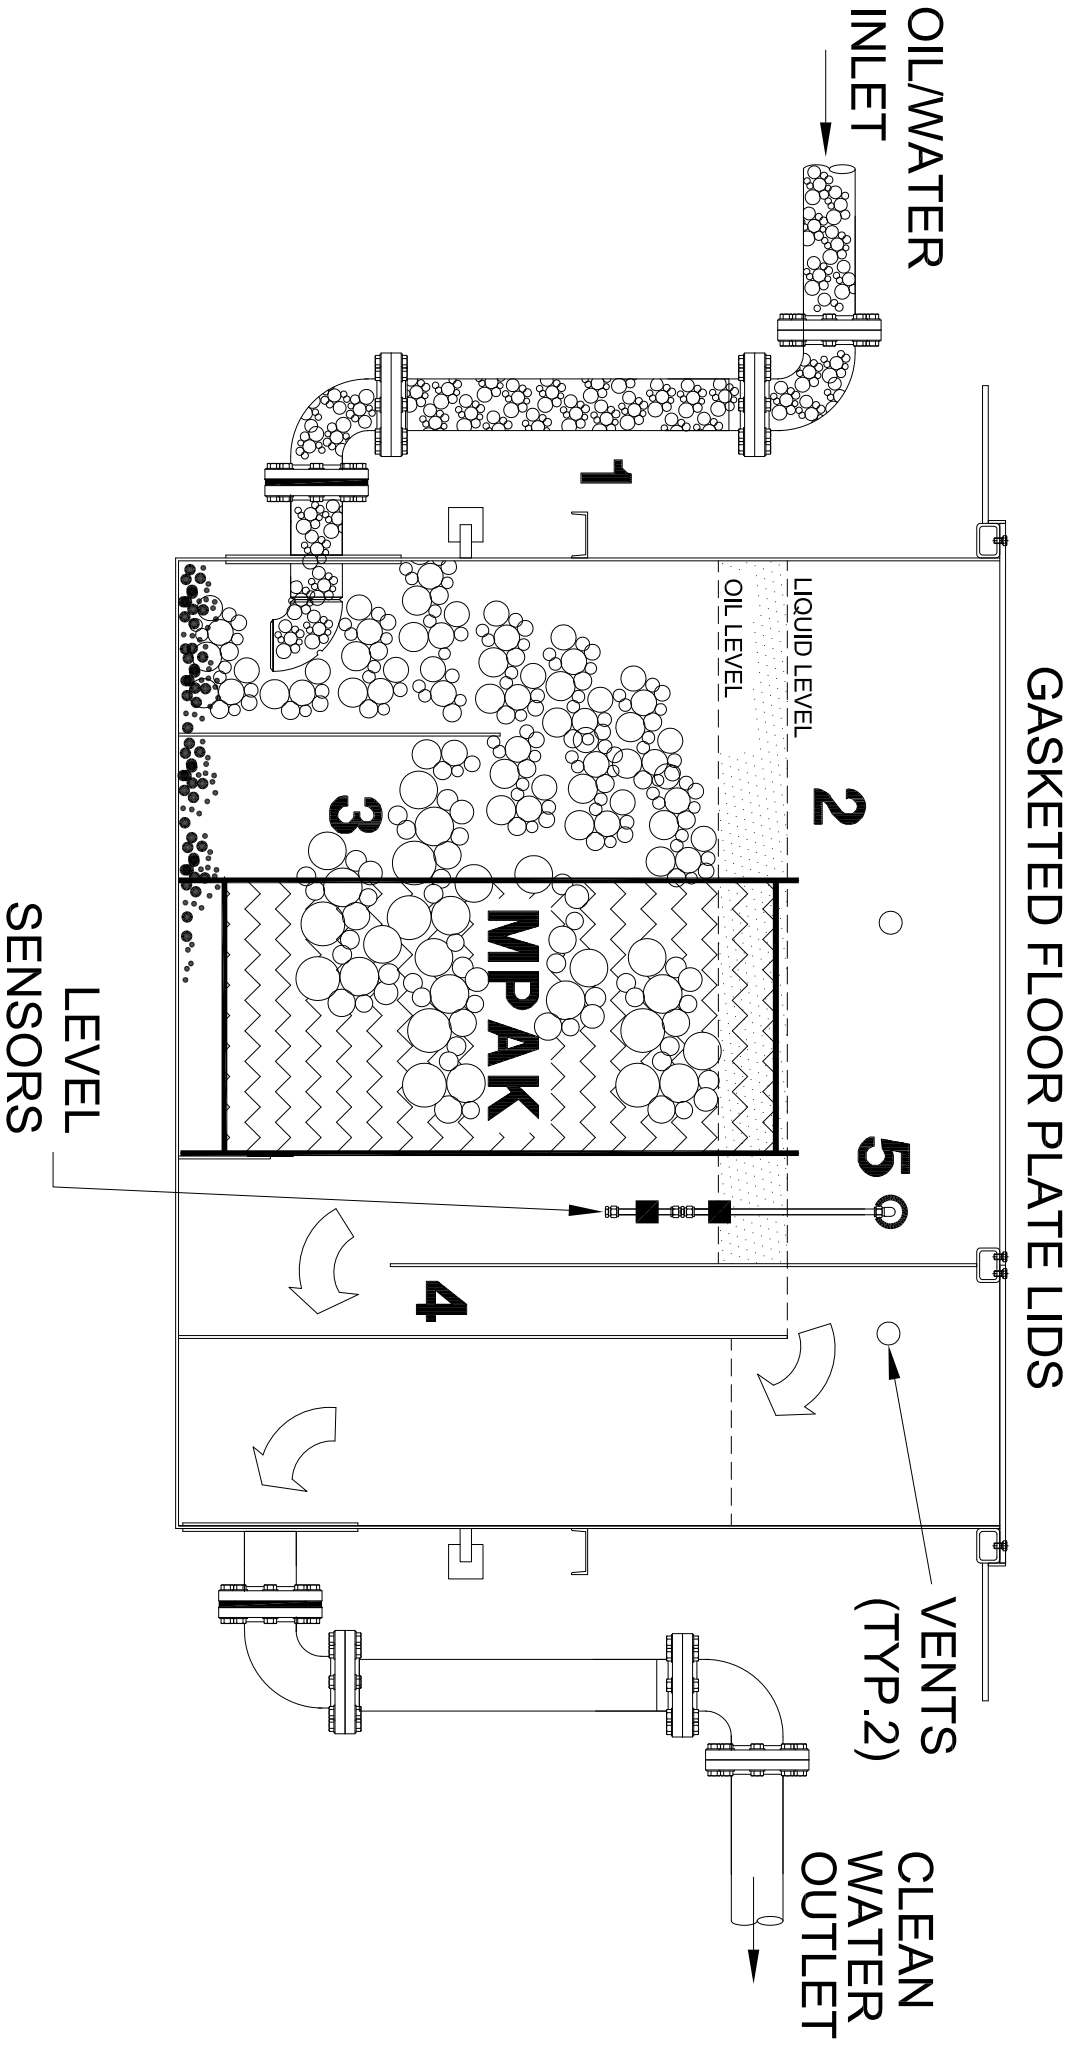 GASKETED FLOOR PLATE LIDS
OIL/WATER
INLET
VENTS
(TYP.2)
CLEAN
WATER
OUTLET
LIQUID LEVEL
OIL LEVEL
1
2
3
MPAK
5
4
LEVEL
SENSORS